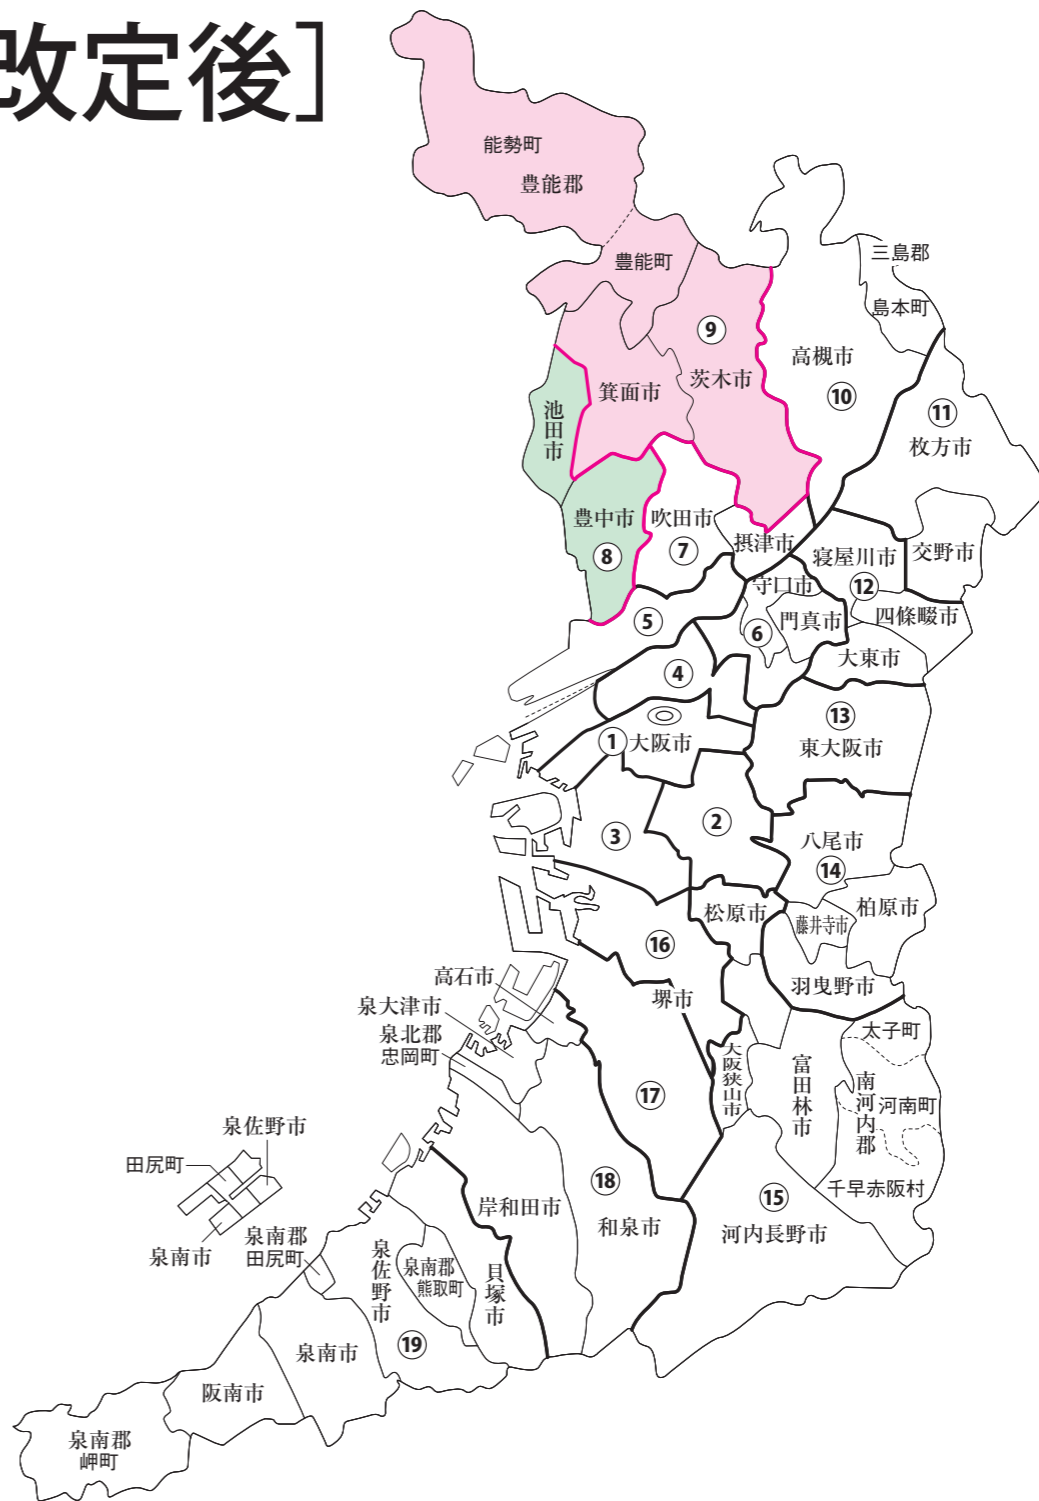 改定後］
能勢町
豊能郡
豊能町
三島郡
島本町
⑨
高槻市
茨木市
箕面市
⑩
池田市
⑪
枚方市
豊中市
吹田市
⑧
⑦
摂津市
寝屋川市
交野市
守口市
⑫
門真市
四條畷市
⑤
⑥
大東市
④
⑬
①
大阪市
東大阪市
②
③
八尾市
⑭
柏原市
松原市
藤井寺市
⑯
高石市
羽曳野市
堺市
泉大津市
泉北郡
忠岡町
太子町
大阪狭山市
富田林市
南河内郡
河南町
⑰
泉佐野市
田尻町
泉南市
⑱
千早赤阪村
⑮
岸和田市
和泉市
河内長野市
泉南郡
田尻町
泉佐野市
泉南郡
熊取町
貝塚市
⑲
泉南市
阪南市
泉南郡
岬町